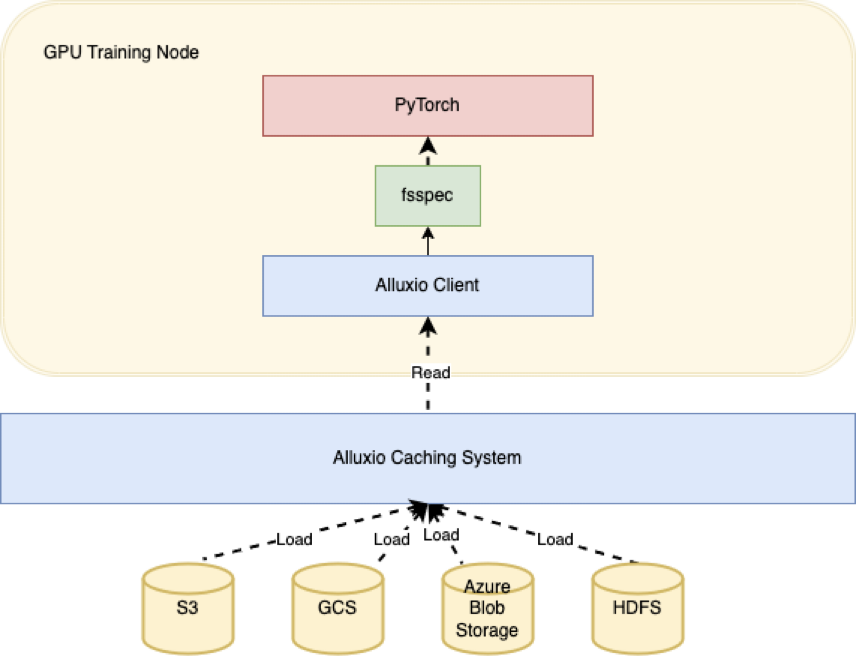 GPU Training Node
PyTorch
fsspec
Alluxio Client
Read
Alluxio Caching System
Load
Load
Load
Load
S3
GCS
Azure
Blob
Storage
HDFS